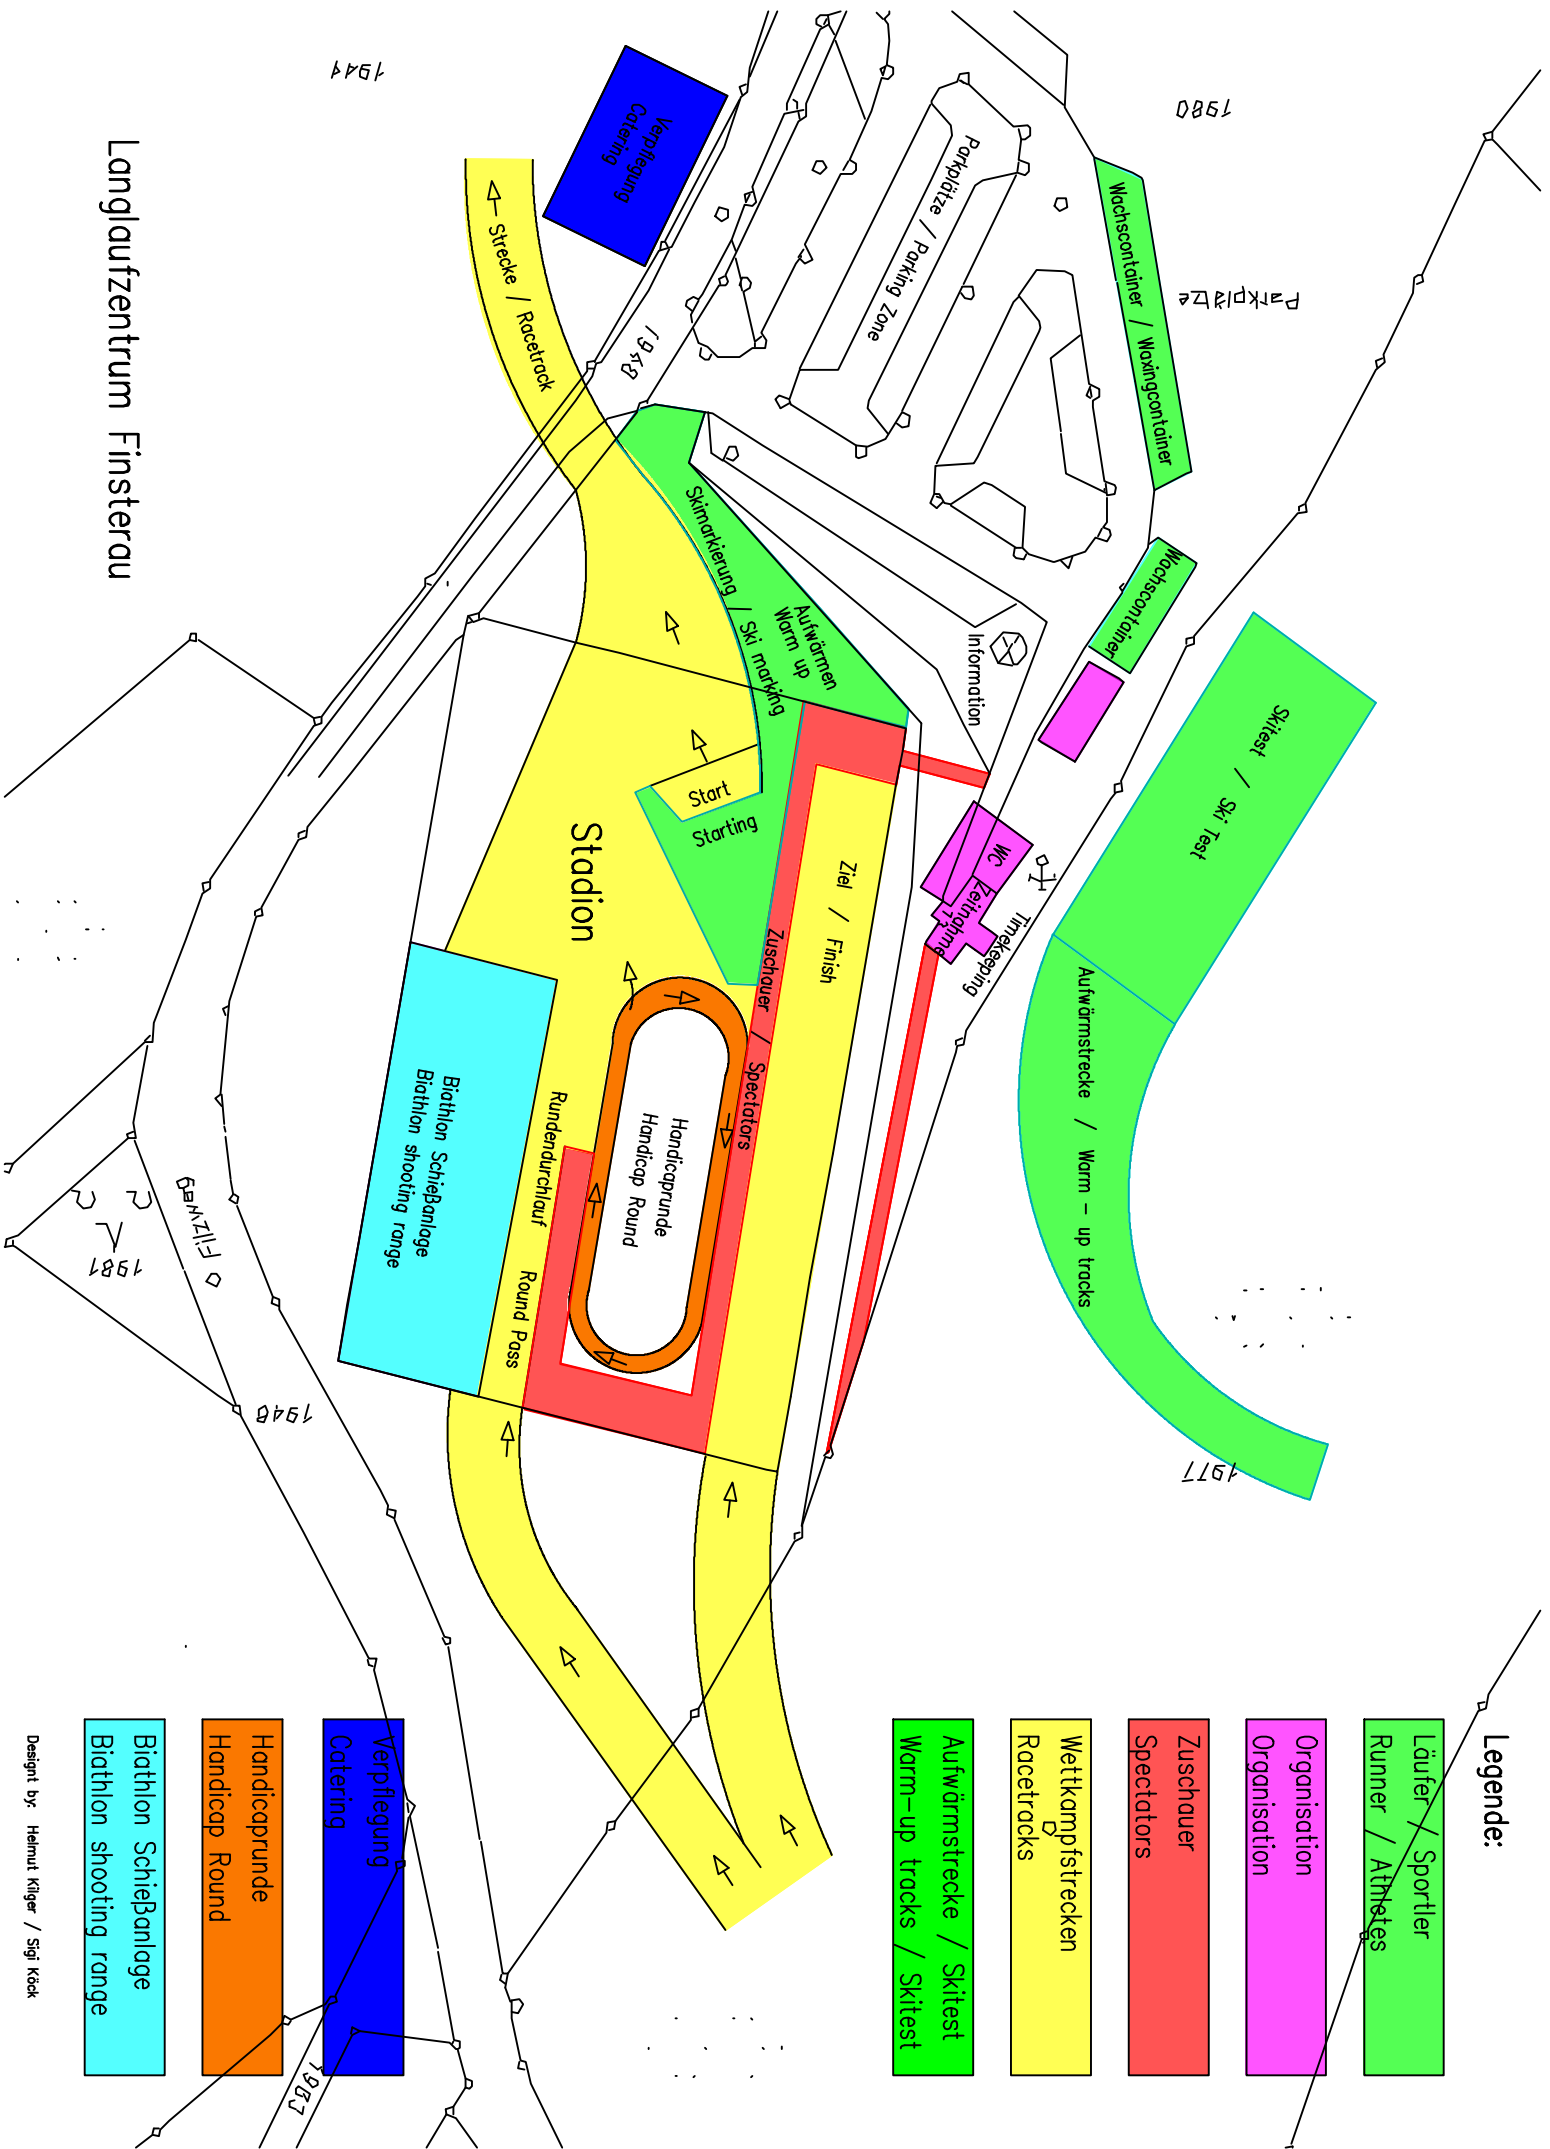 Langlaufzentrum Finsterau
1944
1980
Parkplätze
Verpflegung
Catering
Strecke / Racetrack
1948
Parkplätze / Parking Zone
Wachscontainer / Waxingcontainer
Wachscontainer
Skimarkierung / Ski marking
Aufwärmen
Warm up
Information
Skitest / Ski Test
Start
Starting
Stadion
Ziel / Finish
WC
Zeitnahme
Timekeeping
Zuschauer / Spectators
Aufwärmstrecke / Warm - up tracks
Handicaprunde
Handicap Round
Rundendurchlauf Round Pass
Biathlon Schießanlage
Biathlon shooting range
Filzweg
1981
1948
1977
Legende:
Läufer / Sportler
Runner / Athletes
Organisation
Organisation
Zuschauer
Spectators
Wettkampfstrecken
Racetracks
Aufwärmstrecke / Skitest
Warm-up tracks / Skitest
Verpflegung
Catering
Handicaprunde
Handicap Round
Biathlon Schießanlage
Biathlon shooting range
Designt by: Helmut Kilger / Sigi Köck